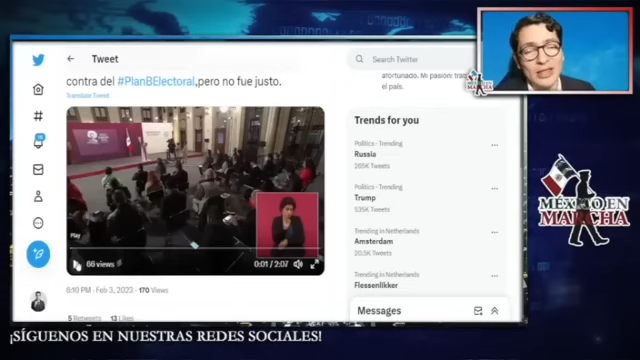 Tweet
contra del #PlanBElectoral,pero no fue justo.
Translate Tweet
Play
66 views
0:01 / 2:07
6:10 PM · Feb 3, 2023 · 170 Views
5 Retweets 13 Likes
Search Twitter
afortunado. Mi pasión:
el país.
Trends for you
Politics · Trending
Russia
265K Tweets
Politics · Trending
Trump
535K Tweets
Trending in Netherlands
Amsterdam
20.5K Tweets
Trending in Netherlands
Flessenlikker
Messages
MÉXICO EN
MARCHA
MÉXICO EN
MARCHA
¡SÍGUENOS EN NUESTRAS REDES SOCIALES!